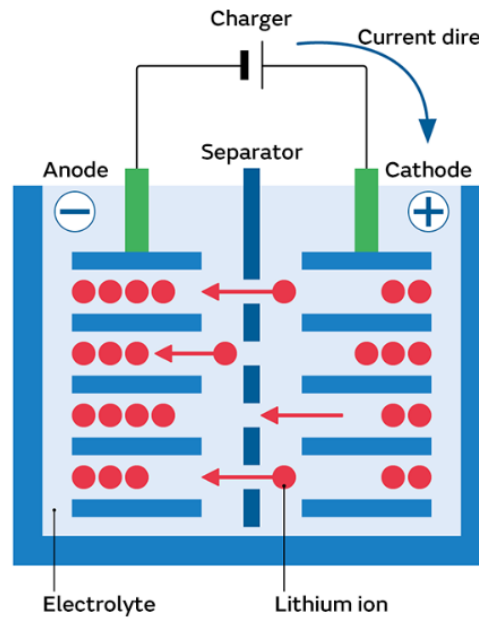 Charger
Current dire
Separator
Anode
Cathode
Electrolyte
Lithium ion